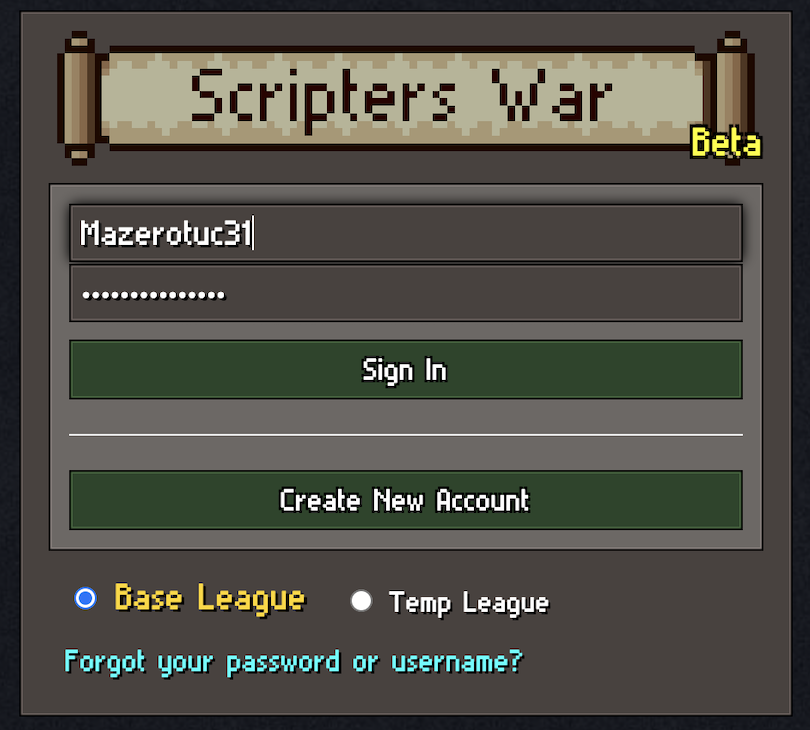 Scripters War
Beta
Mazerotuc31
•••••••••••••••
Sign In
Create New Account
Base League
Temp League
Forgot your password or username?